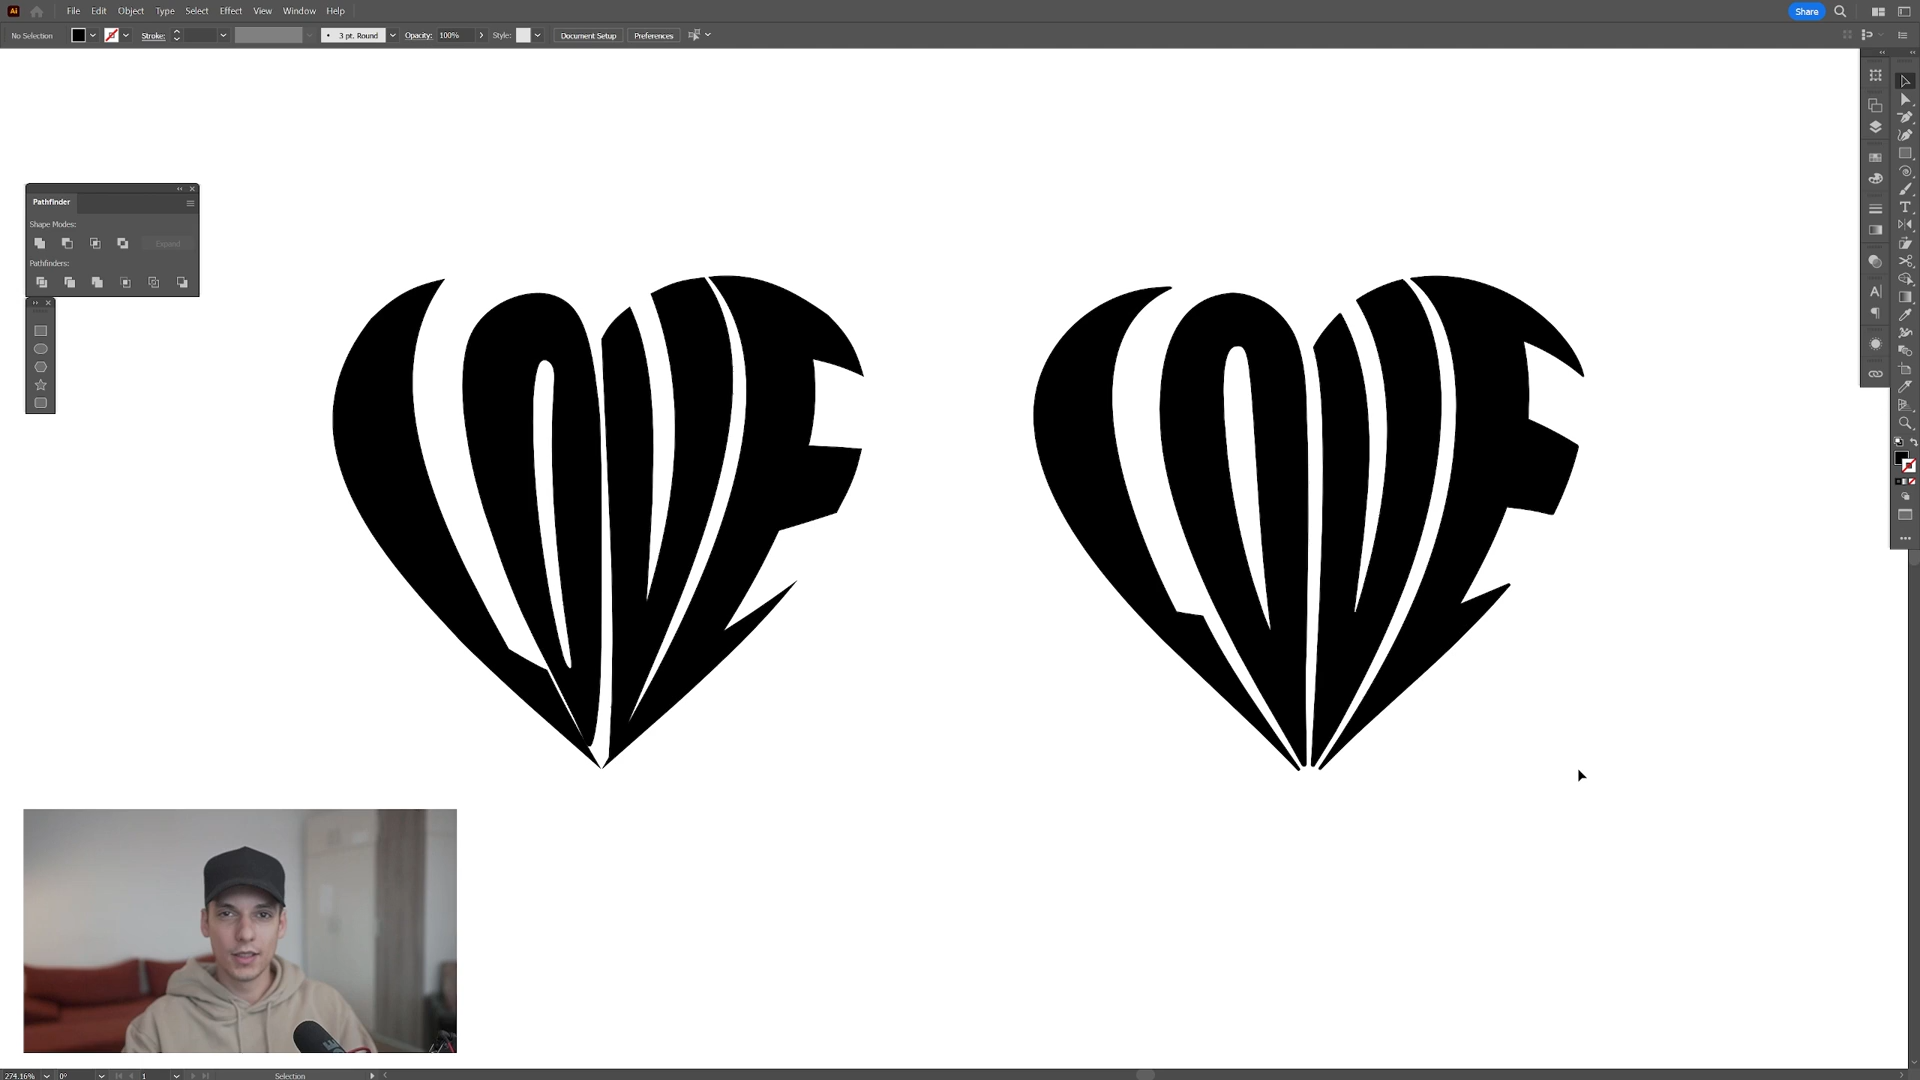 Ai File Edit Object Type Select Effect View Window Help Share
No Selection Stroke: 3 pt. Round Opacity: 100% Style: Document Setup Preferences
Pathfinder
Shape Modes:
Expand
Pathfinders:
LOVE LOVE
274.16% 0° 1 Selection